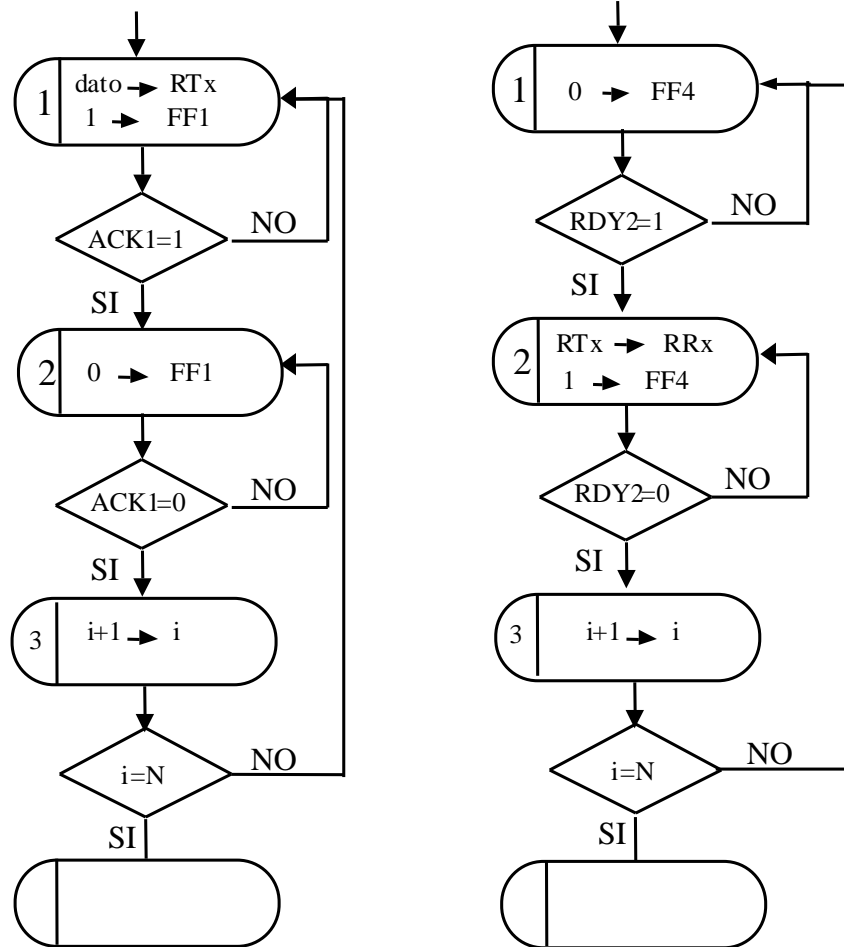 1
dato → RTx
1 → FF1
ACK1=1
NO
SI
2
0 → FF1
ACK1=0
NO
SI
3
i+1 → i
i=N
NO
SI
1
0 → FF4
RDY2=1
NO
SI
2
RTx → RRx
1 → FF4
RDY2=0
NO
SI
3
i+1 → i
i=N
NO
SI